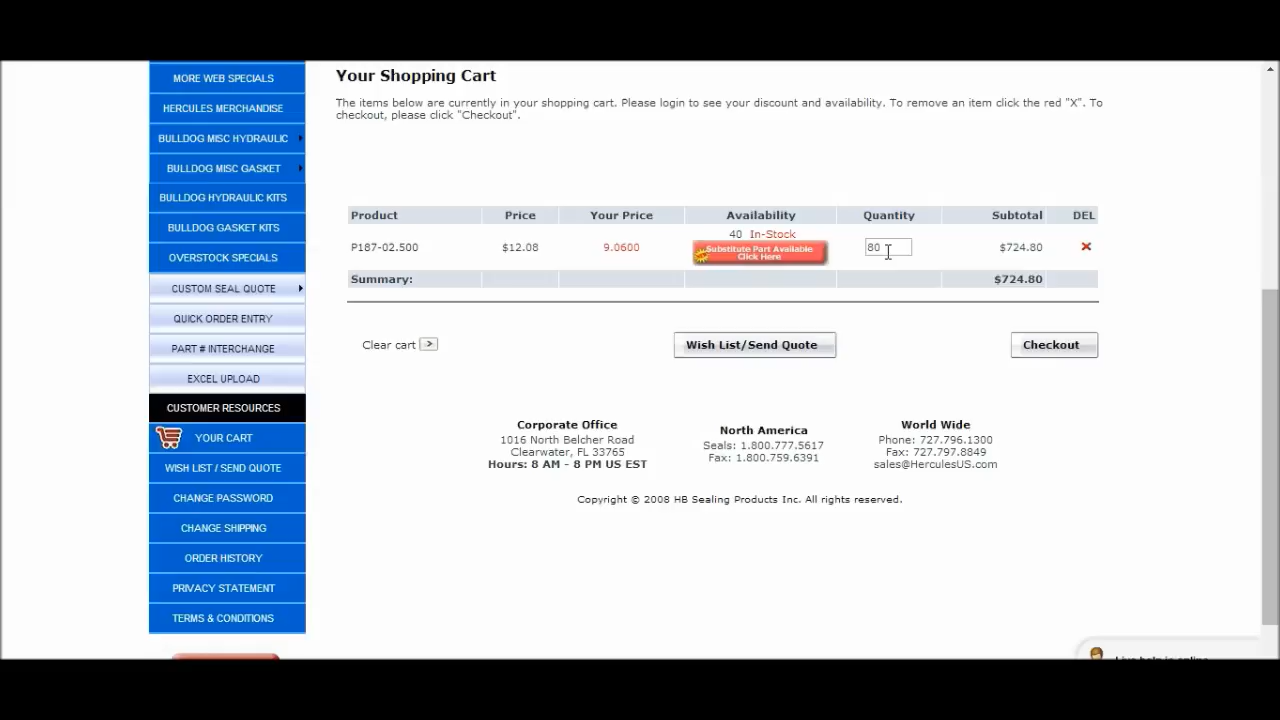 MORE WEB SPECIALS
HERCULES MERCHANDISE
BULLDOG MISC HYDRAULIC
BULLDOG MISC GASKET
BULLDOG HYDRAULIC KITS
BULLDOG GASKET KITS
OVERSTOCK SPECIALS
CUSTOM SEAL QUOTE
QUICK ORDER ENTRY
PART # INTERCHANGE
EXCEL UPLOAD
CUSTOMER RESOURCES
YOUR CART
WISH LIST / SEND QUOTE
CHANGE PASSWORD
CHANGE SHIPPING
ORDER HISTORY
PRIVACY STATEMENT
TERMS & CONDITIONS
Your Shopping Cart
The items below are currently in your shopping cart. Please login to see your discount and availability. To remove an item click the red "X". To
checkout, please click "Checkout".
Product Price Your Price Availability Quantity Subtotal DEL
40 In-Stock
P187-02.500 $12.08 9.0600 Substitute Part Available 80 $724.80
Click Here
Summary: $724.80
Clear cart > Wish List/Send Quote Checkout
Corporate Office
1016 North Belcher Road
Clearwater, FL 33765
Hours: 8 AM - 8 PM US EST
North America
Seals: 1.800.777.5617
Fax: 1.800.759.6391
World Wide
Phone: 727.796.1300
Fax: 727.797.8849
sales@HerculesUS.com
Copyright © 2008 HB Sealing Products Inc. All rights reserved.
Live help is online